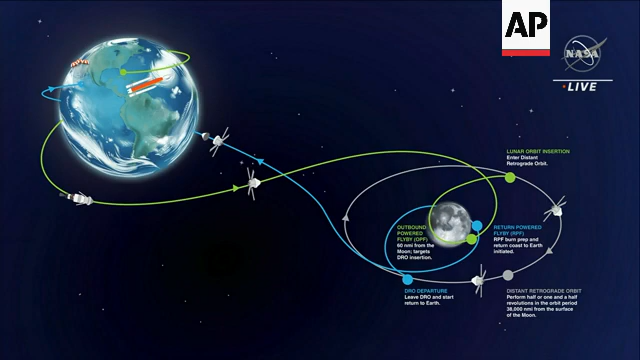 AP
NASA
LIVE
LUNAR ORBIT INSERTION
Enter Distant
Retrograde Orbit.
OUTBOUND
POWERED
FLYBY (OPF)
60 nmi from the
Moon; targets
DRO insertion.
RETURN POWERED
FLYBY (RPF)
RPF burn prep and
return coast to Earth
initiated.
DRO DEPARTURE
Leave DRO and start
return to Earth.
DISTANT RETROGRADE ORBIT
Perform half or one and a half
revolutions in the orbit period
38,000 nmi from the surface
of the Moon.